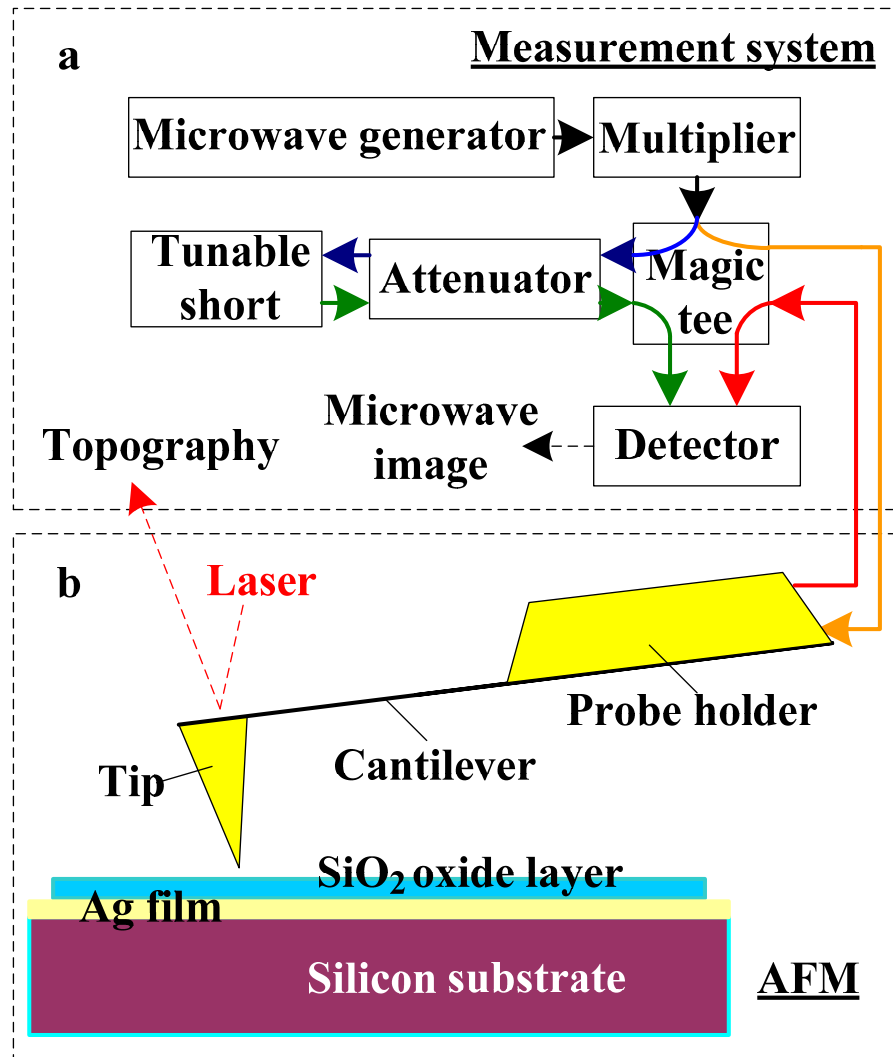 a
Measurement system
Microwave generator
Multiplier
Tunable
short
Attenuator
Magic
tee
Microwave
image
Detector
Topography
b
Laser
Probe holder
Cantilever
Tip
SiO₂ oxide layer
Ag film
Silicon substrate
AFM